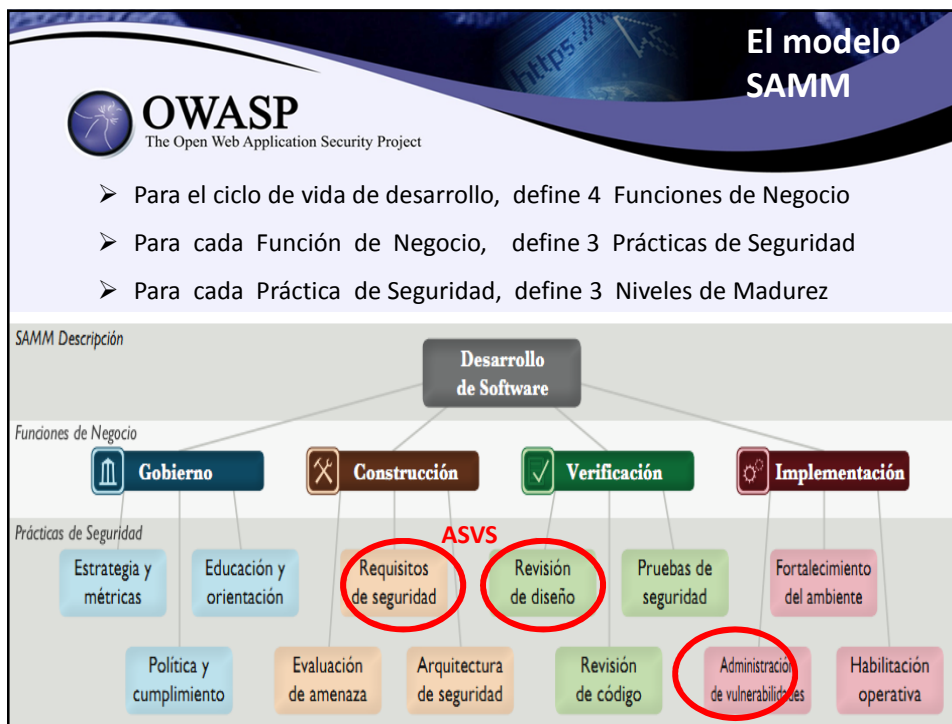 https://
El modelo
SAMM
OWASP
The Open Web Application Security Project
Para el ciclo de vida de desarrollo, define 4 Funciones de Negocio
Para cada Función de Negocio, define 3 Prácticas de Seguridad
Para cada Práctica de Seguridad, define 3 Niveles de Madurez
SAMM Descripción
Desarrollo
de Software
Funciones de Negocio
Gobierno
Construcción
Verificación
Implementación
Prácticas de Seguridad
ASVS
Estrategia y
métricas
Educación y
orientación
Requisitos
de seguridad
Revisión
de diseño
Pruebas de
seguridad
Fortalecimiento
del ambiente
Política y
cumplimiento
Evaluación
de amenaza
Arquitectura
de seguridad
Revisión
de código
Administración
de vulnerabilidades
Habilitación
operativa